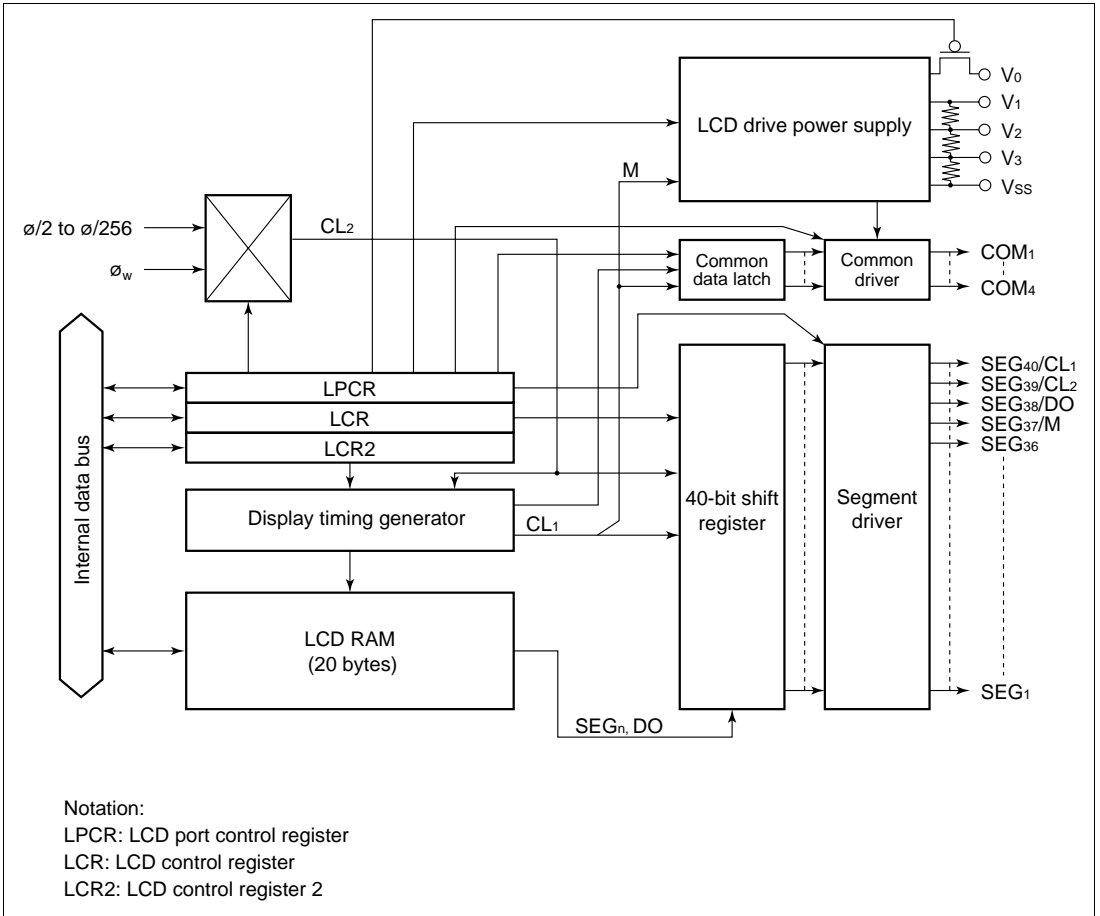 V0
V1
LCD drive power supply
V2
V3
M
VSS
ø/2 to ø/256
CL2
øw
Common
data latch
Common
driver
COM1
COM4
Internal data bus
LPCR
LCR
LCR2
Display timing generator
CL1
LCD RAM
(20 bytes)
SEGn, DO
40-bit shift
register
Segment
driver
SEG40/CL1
SEG39/CL2
SEG38/DO
SEG37/M
SEG36
SEG1
Notation:
LPCR: LCD port control register
LCR: LCD control register
LCR2: LCD control register 2